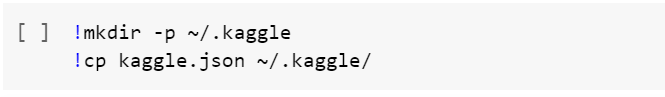 [ ] !mkdir -p ~/.kaggle
!cp kaggle.json ~/.kaggle/